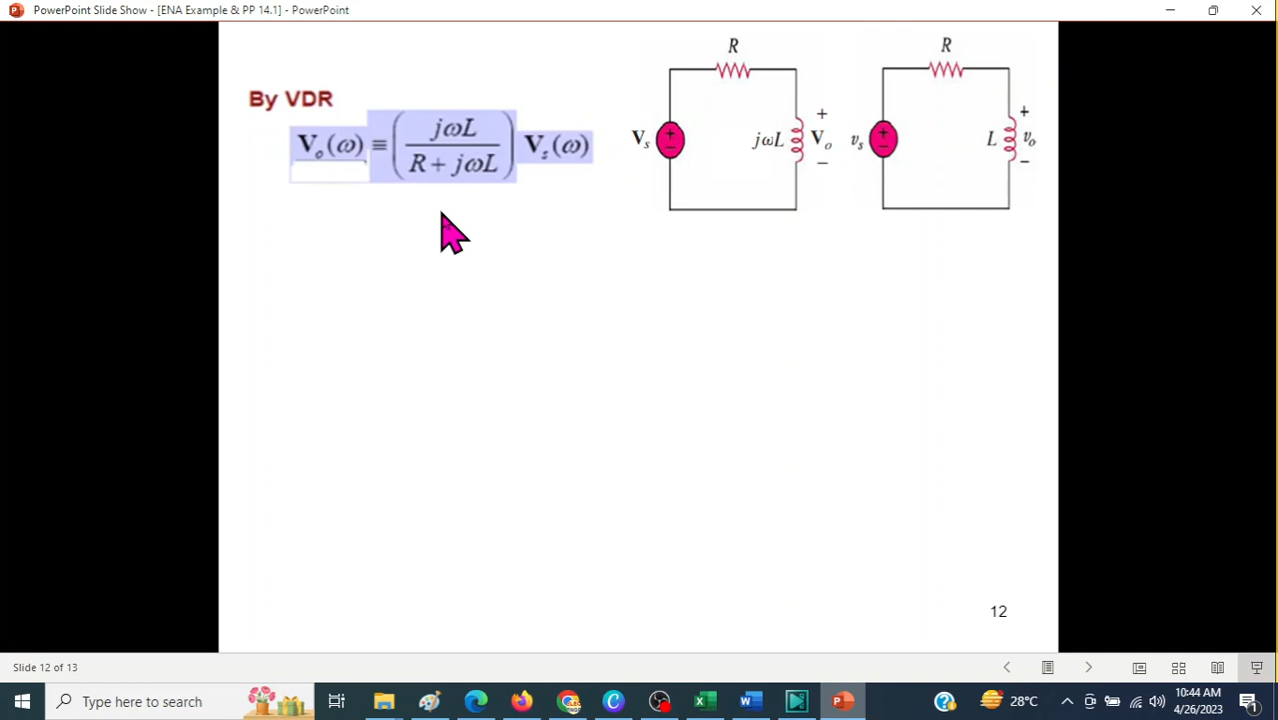 PowerPoint Slide Show - [ENA Example & PP 14.1] - PowerPoint
By VDR
V_o(ω) ≡ (jωL / (R + jωL)) V_s(ω)
R
V_s
jωL
+
V_o
−
R
v_s
L
+
v_o
−
12
Slide 12 of 13
Type here to search
28°C
10:44 AM
4/26/2023